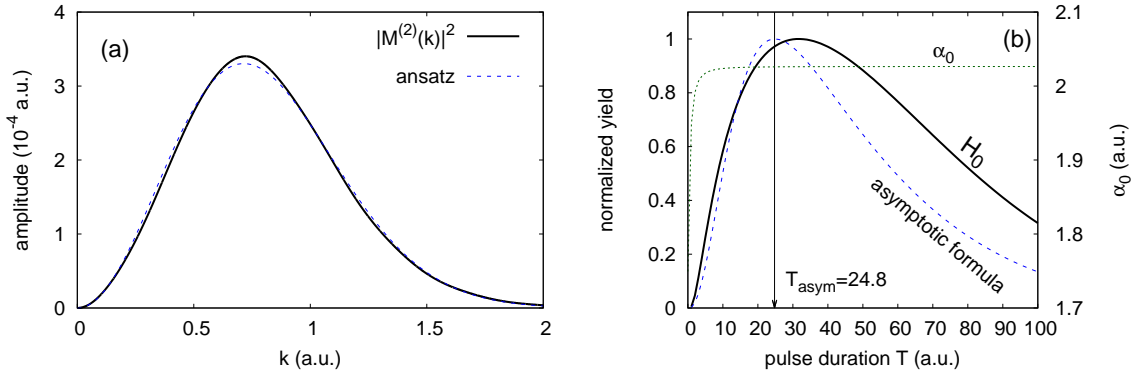 (a)
|M(2)(k)|2
ansatz
amplitude (10-4 a.u.)
4
3
2
1
0
0
0.5
1
1.5
2
k (a.u.)
(b)
α0
H0
asymptotic formula
Tasym=24.8
normalized yield
1
0.8
0.6
0.4
0.2
0
0 10 20 30 40 50 60 70 80 90 100
pulse duration T (a.u.)
2.1
2
1.9
1.8
1.7
α0 (a.u.)